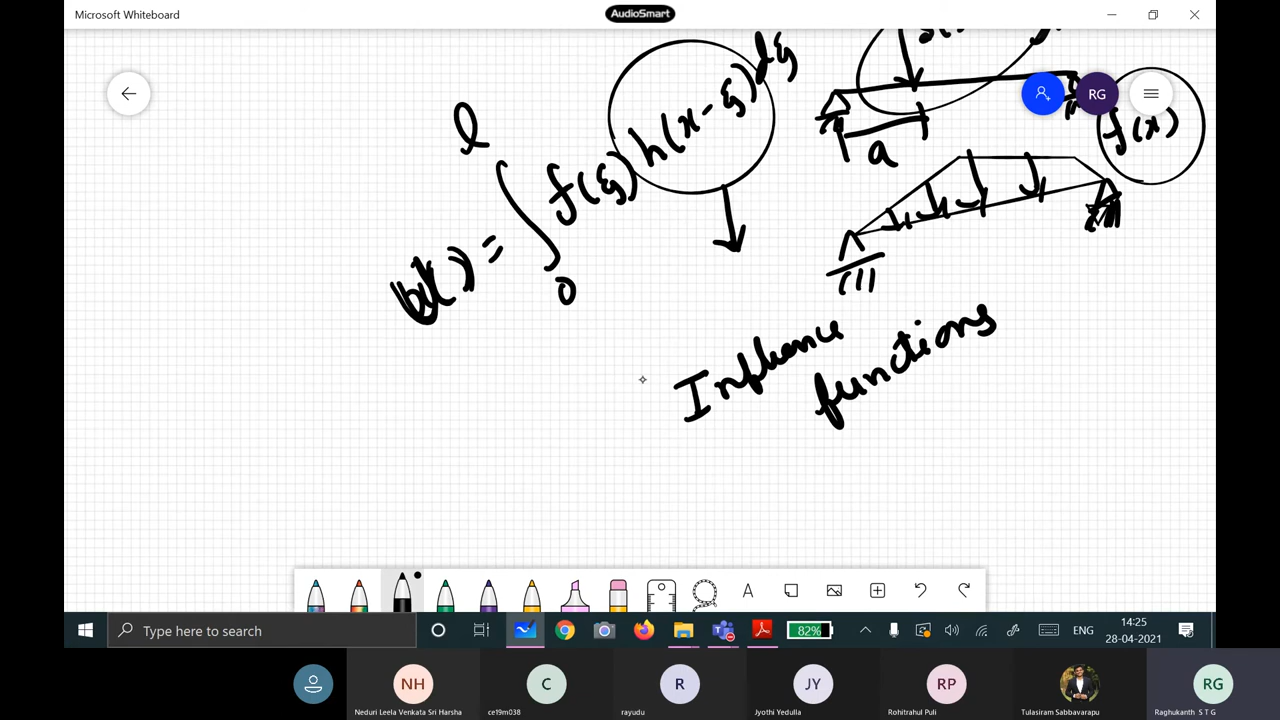 Microsoft Whiteboard
AudioSmart
RG
l
∫ f(ξ) h(x-ξ) dξ
0
a
f(x)
Influence
functions
A
Type here to search
82%
ENG
14:25
28-04-2021
NH
C
R
JY
RP
RG
Neduri Leela Venkata Sri Harsha
ce19m038
rayudu
Jyothi Yedulla
Rohitrahul Puli
Tulasiram Sabbavarapu
Raghukanth S T G